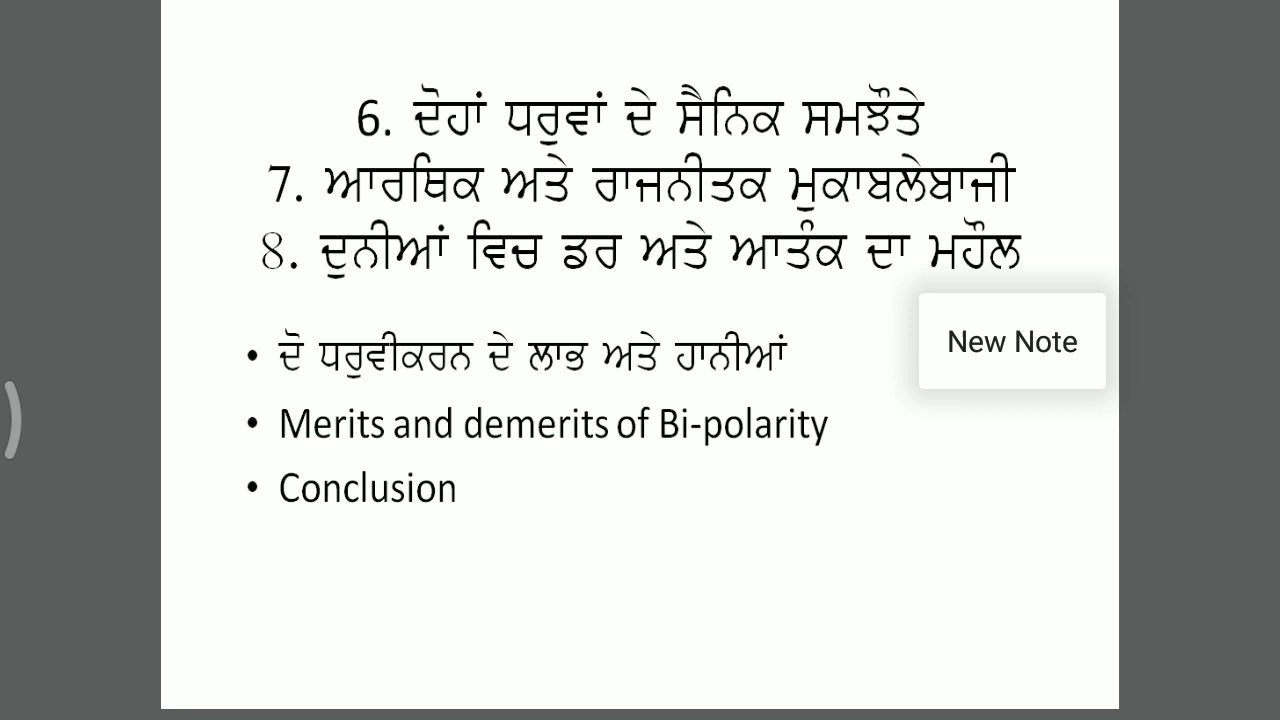 6. ਦੋਹਾਂ ਧਰੁਵਾਂ ਦੇ ਸੈਨਿਕ ਸਮਝੌਤੇ
7. ਆਰਥਿਕ ਅਤੇ ਰਾਜਨੀਤਕ ਮੁਕਾਬਲੇਬਾਜੀ
8. ਦੁਨੀਆਂ ਵਿਚ ਡਰ ਅਤੇ ਆਤੰਕ ਦਾ ਮਹੌਲ
New Note
• ਦੋ ਧਰੁਵੀਕਰਨ ਦੇ ਲਾਭ ਅਤੇ ਹਾਨੀਆਂ
• Merits and demerits of Bi-polarity
• Conclusion